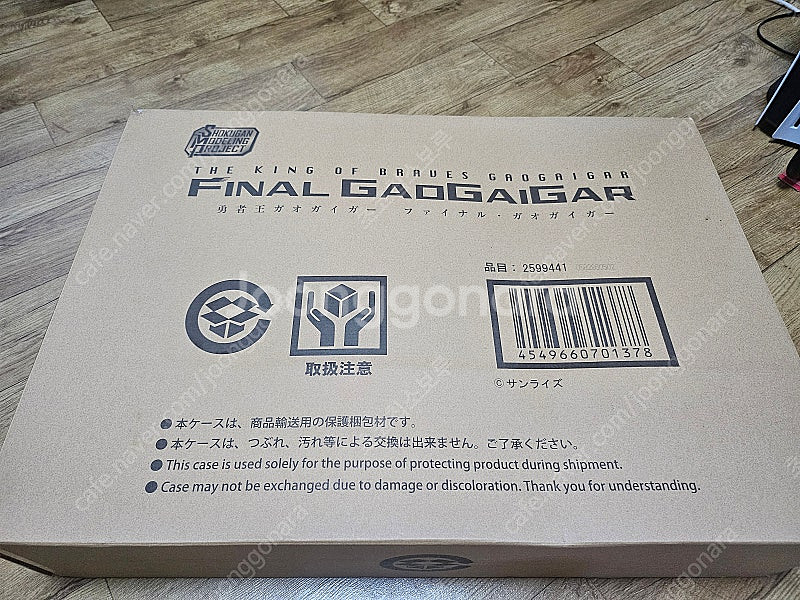 SHOKUGAN
MODELING
PROJECT
THE KING OF BRAVES GAOGAIGAR
FINAL GAOGAIGAR
勇者王ガオガイガー ファイナル・ガオガイガー
品目：2599441
4549660701378
取扱注意
©サンライズ
joonggonara
●本ケースは、商品輸送用の保護梱包材です。
●本ケースは、つぶれ、汚れ等による交換は出来ません。ご了承ください。
●This case is used solely for the purpose of protecting product during shipment.
●Case may not be exchanged due to damage or discoloration. Thank you for understanding.
cafe.naver.com/joonggonara